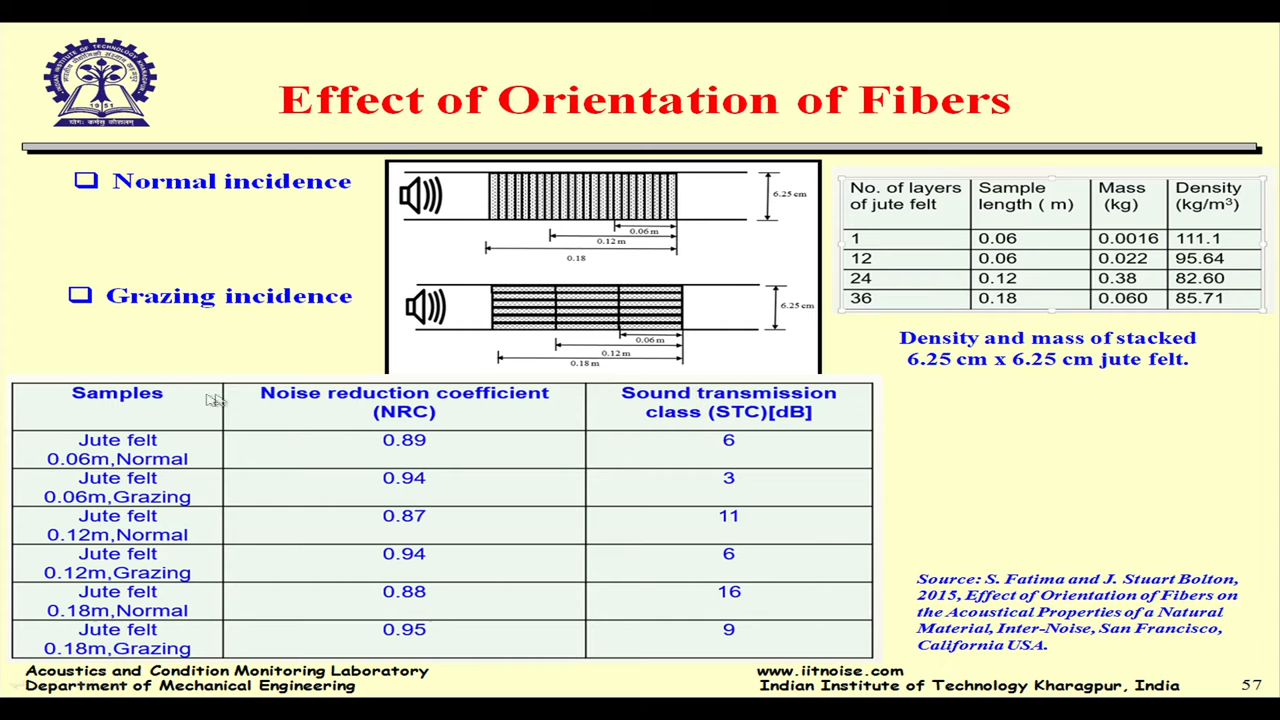 Effect of Orientation of Fibers
Normal incidence
Grazing incidence
6.25 cm
0.06 m
0.12 m
0.18
6.25 cm
0.06 m
0.12 m
0.18 m
No. of layers of jute felt Sample length ( m) Mass (kg) Density (kg/m³)
1 0.06 0.0016 111.1
12 0.06 0.022 95.64
24 0.12 0.38 82.60
36 0.18 0.060 85.71
Density and mass of stacked
6.25 cm x 6.25 cm jute felt.
Samples Noise reduction coefficient (NRC) Sound transmission class (STC)[dB]
Jute felt 0.06m,Normal 0.89 6
Jute felt 0.06m,Grazing 0.94 3
Jute felt 0.12m,Normal 0.87 11
Jute felt 0.12m,Grazing 0.94 6
Jute felt 0.18m,Normal 0.88 16
Jute felt 0.18m,Grazing 0.95 9
Source: S. Fatima and J. Stuart Bolton,
2015, Effect of Orientation of Fibers on
the Acoustical Properties of a Natural
Material, Inter-Noise, San Francisco,
California USA.
Acoustics and Condition Monitoring Laboratory
Department of Mechanical Engineering
www.iitnoise.com
Indian Institute of Technology Kharagpur, India
57